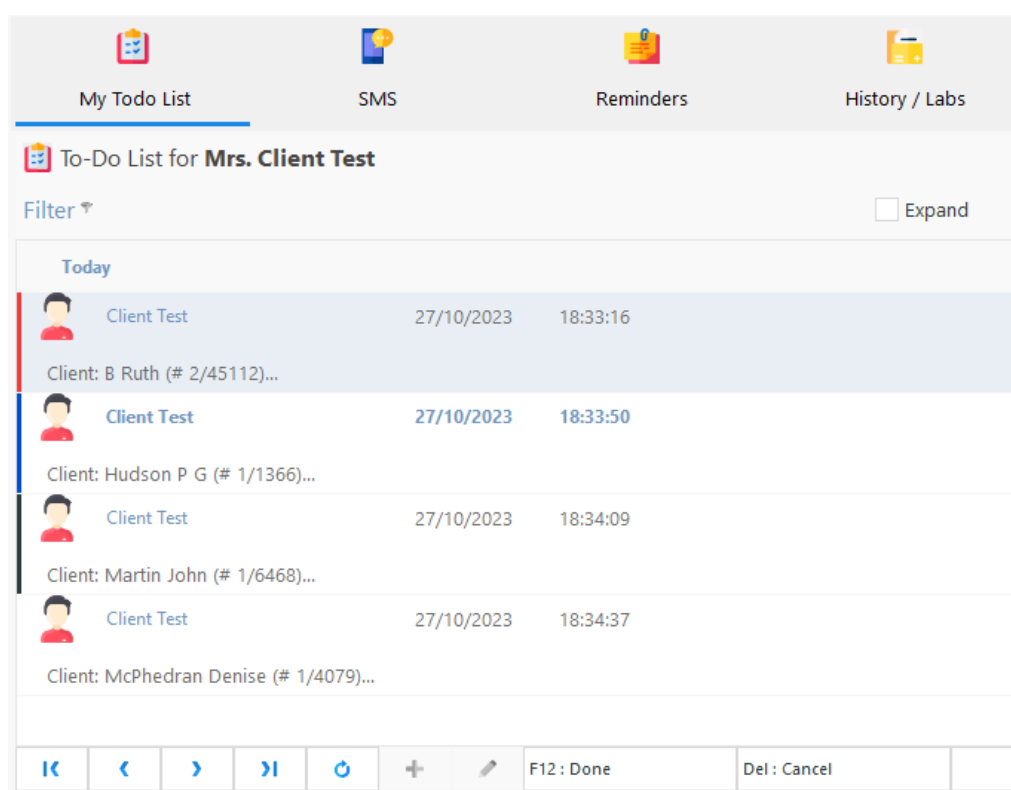 My Todo List SMS Reminders History / Labs
To-Do List for Mrs. Client Test
Filter Expand
Today
Client Test 27/10/2023 18:33:16
Client: B Ruth (# 2/45112)...
Client Test 27/10/2023 18:33:50
Client: Hudson P G (# 1/1366)...
Client Test 27/10/2023 18:34:09
Client: Martin John (# 1/6468)...
Client Test 27/10/2023 18:34:37
Client: McPhedran Denise (# 1/4079)...
F12 : Done Del : Cancel